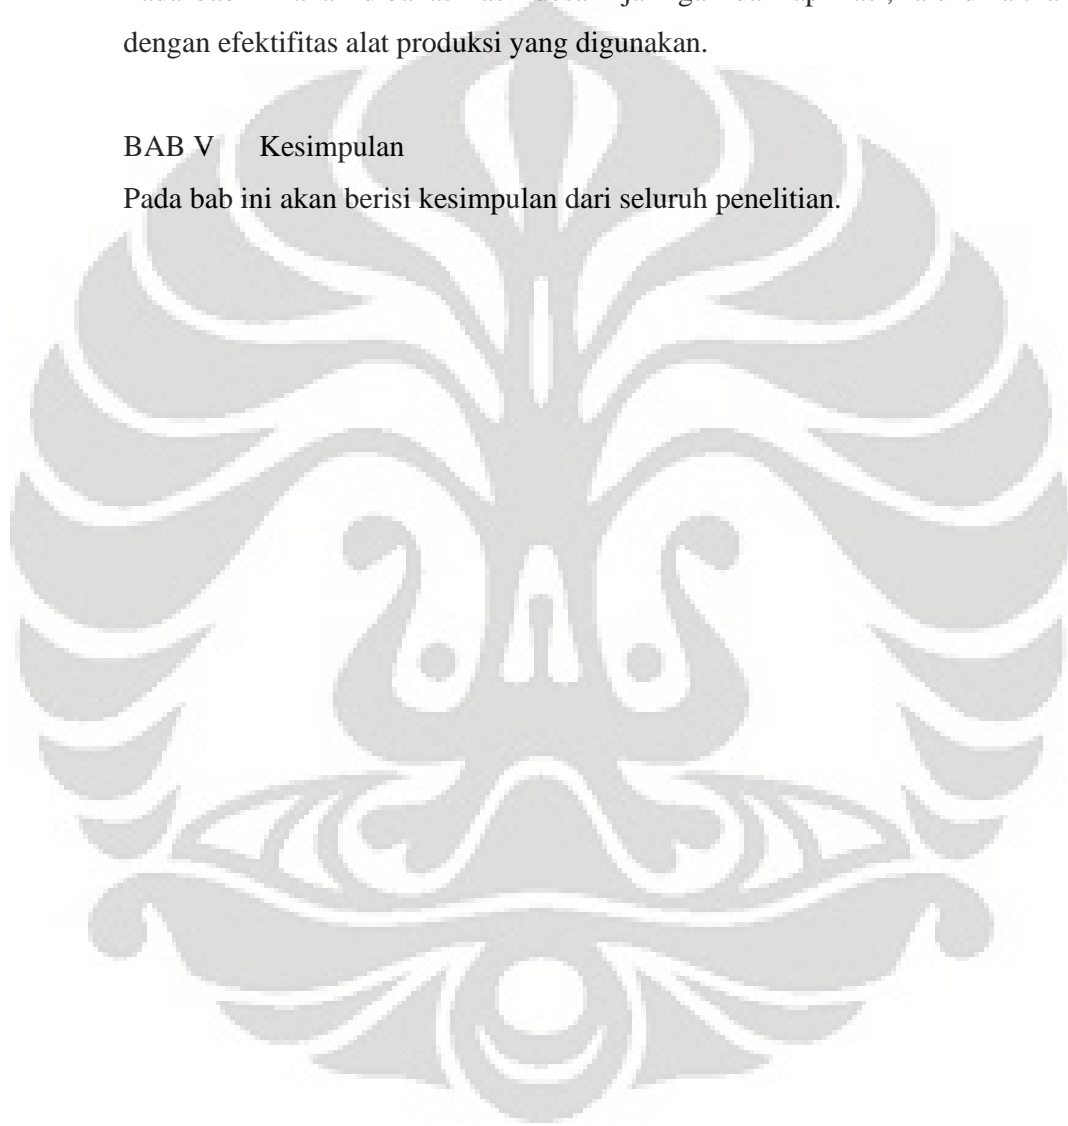 dengan efektifitas alat produksi yang digunakan.
BAB V Kesimpulan
Pada bab ini akan berisi kesimpulan dari seluruh penelitian.